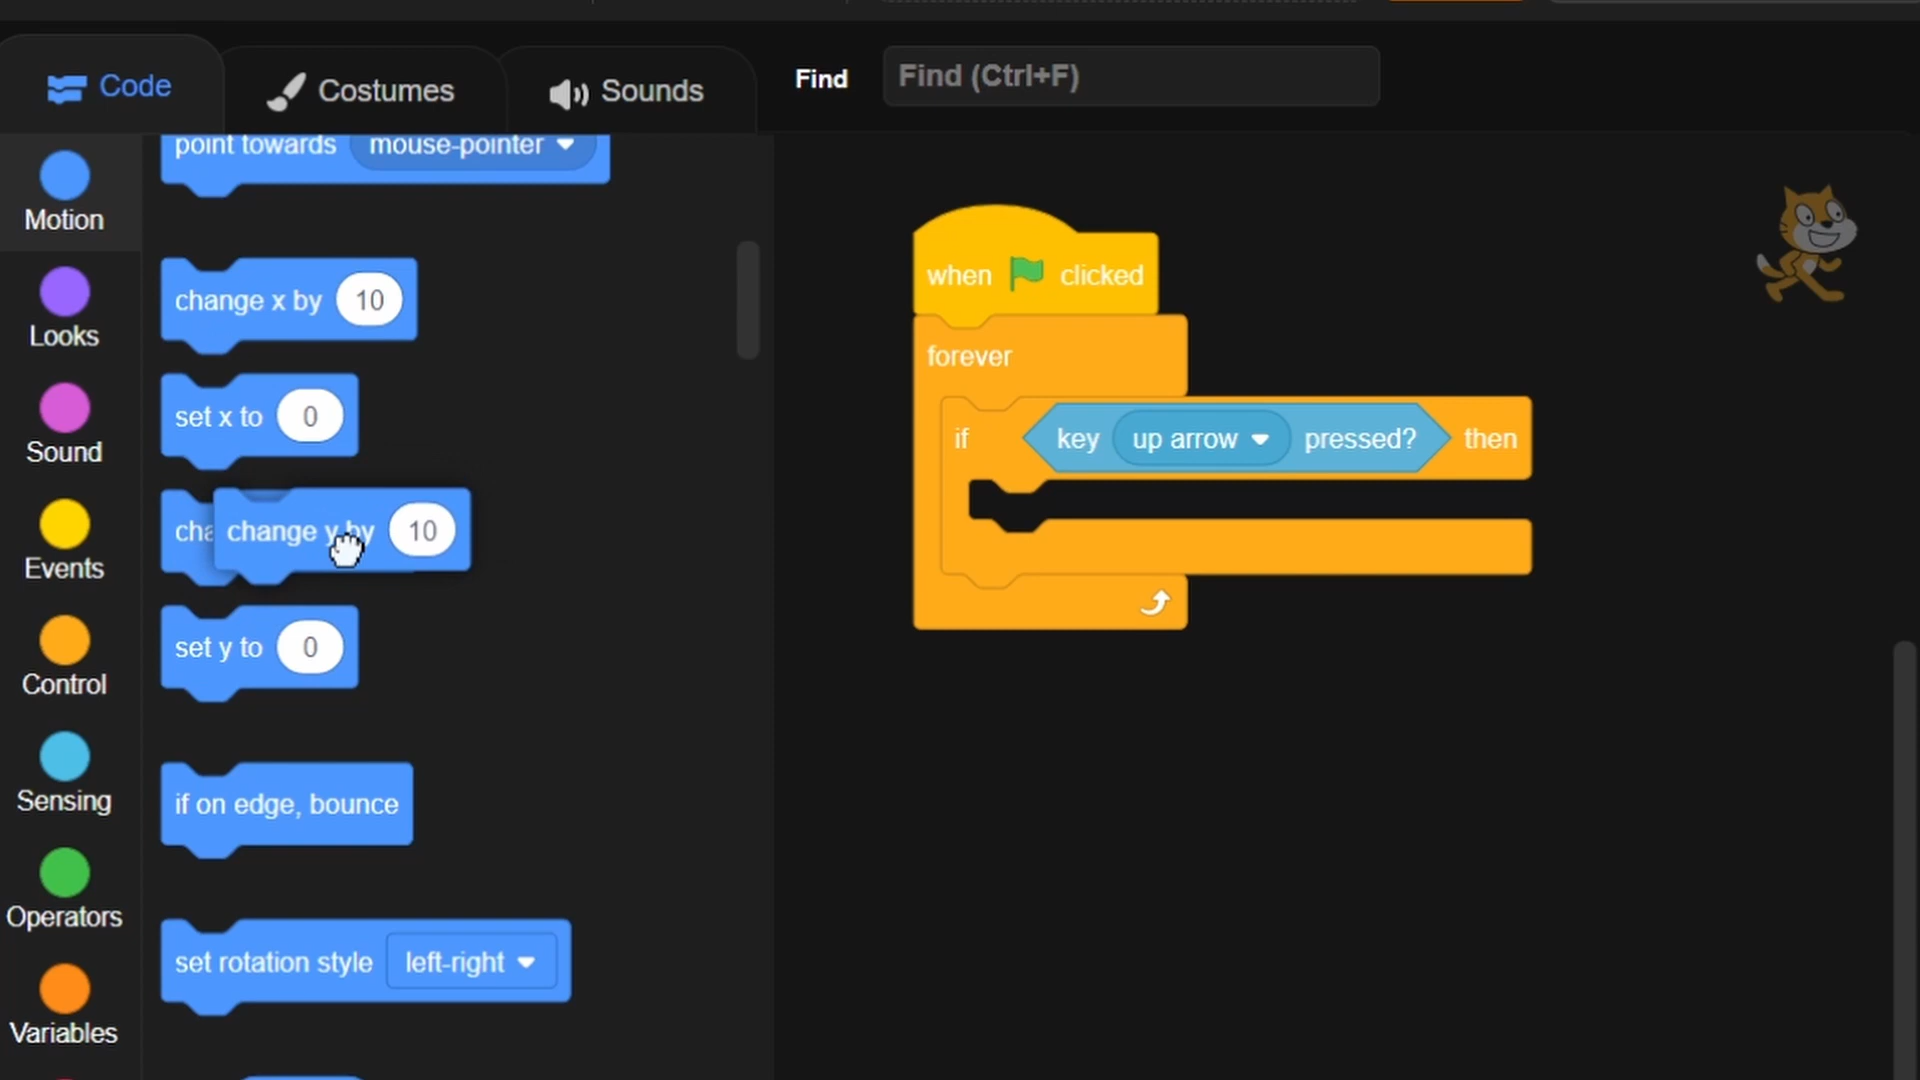 Code
Costumes
Sounds
Find
Find (Ctrl+F)
Motion
Looks
Sound
Events
Control
Sensing
Operators
Variables
point towards mouse-pointer
change x by 10
set x to 0
cha
change y by 10
set y to 0
if on edge, bounce
set rotation style left-right
when clicked
forever
if key up arrow pressed? then